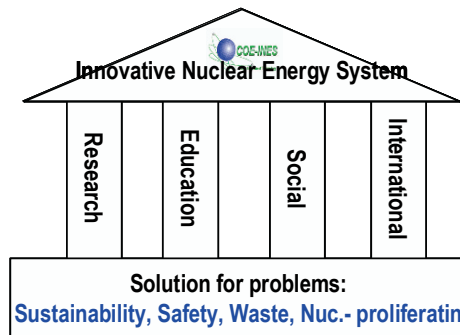 COE-INES
Innovative Nuclear Energy System
Research
Education
Social
International
Solution for problems:
Sustainability, Safety, Waste, Nuc.- proliferatin